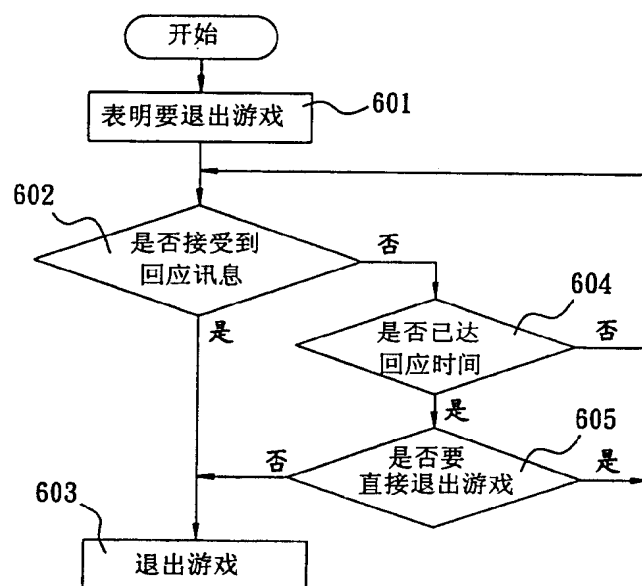 开始
表明要退出游戏
601
602
是否接受到
回应讯息
否
604
是
是否已达
回应时间
否
是
605
是否要
直接退出游戏
否
是
603
退出游戏